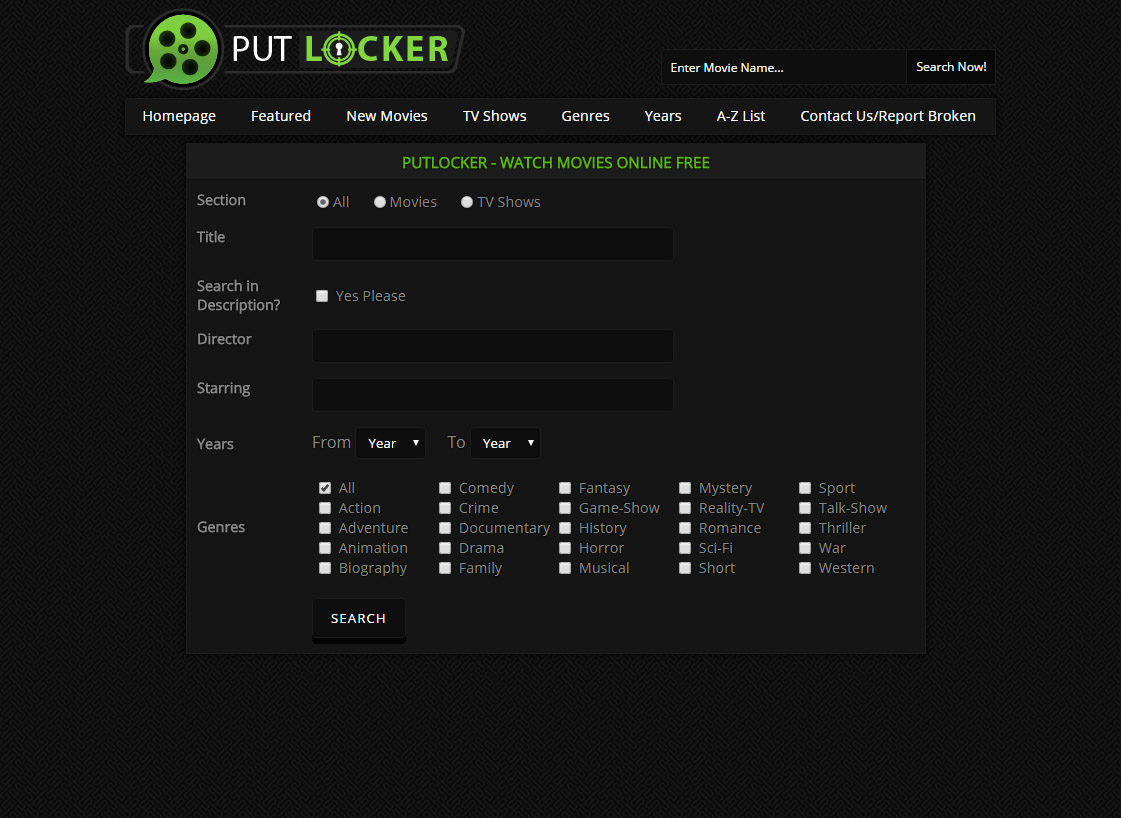 PUT LOCKER
Enter Movie Name... Search Now!
Homepage Featured New Movies TV Shows Genres Years A-Z List Contact Us/Report Broken
PUTLOCKER - WATCH MOVIES ONLINE FREE
Section All Movies TV Shows
Title
Search in
Description?
Yes Please
Director
Starring
Years From Year To Year
Genres
All Comedy Fantasy Mystery Sport
Action Crime Game-Show Reality-TV Talk-Show
Adventure Documentary History Romance Thriller
Animation Drama Horror Sci-Fi War
Biography Family Musical Short Western
SEARCH